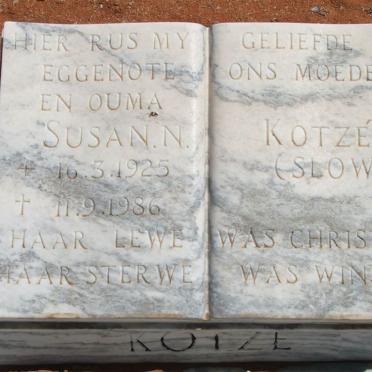 HIER RUS MY GELIEFDE
EGGENOTE ONS MOEDE
EN OUMA
SUSAN.N. KOTZÉ
(SLOW
16.3.1925
† 11.9.1986
HAAR LEWE WAS CHRIS
HAAR STERWE WAS WIN
KOTZE